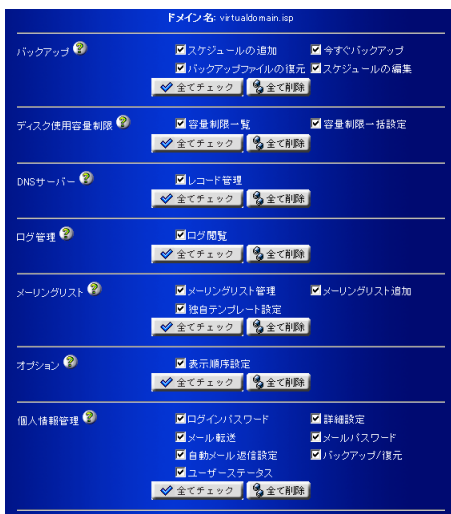 ドメイン名: virtualdomain.isp
バックアップ スケジュールの追加 今すぐバックアップ
バックアップファイルの復元 スケジュールの編集
全てチェック 全て削除
ディスク使用容量制限 容量制限一覧 容量制限一括設定
全てチェック 全て削除
DNSサーバー レコード管理
全てチェック 全て削除
ログ管理 ログ閲覧
全てチェック 全て削除
メーリングリスト メーリングリスト管理 メーリングリスト追加
独自テンプレート設定
全てチェック 全て削除
オプション 表示順序設定
全てチェック 全て削除
個人情報管理 ログインパスワード 詳細設定
メール転送 メールパスワード
自動メール返信設定 バックアップ/復元
ユーザーステータス
全てチェック 全て削除